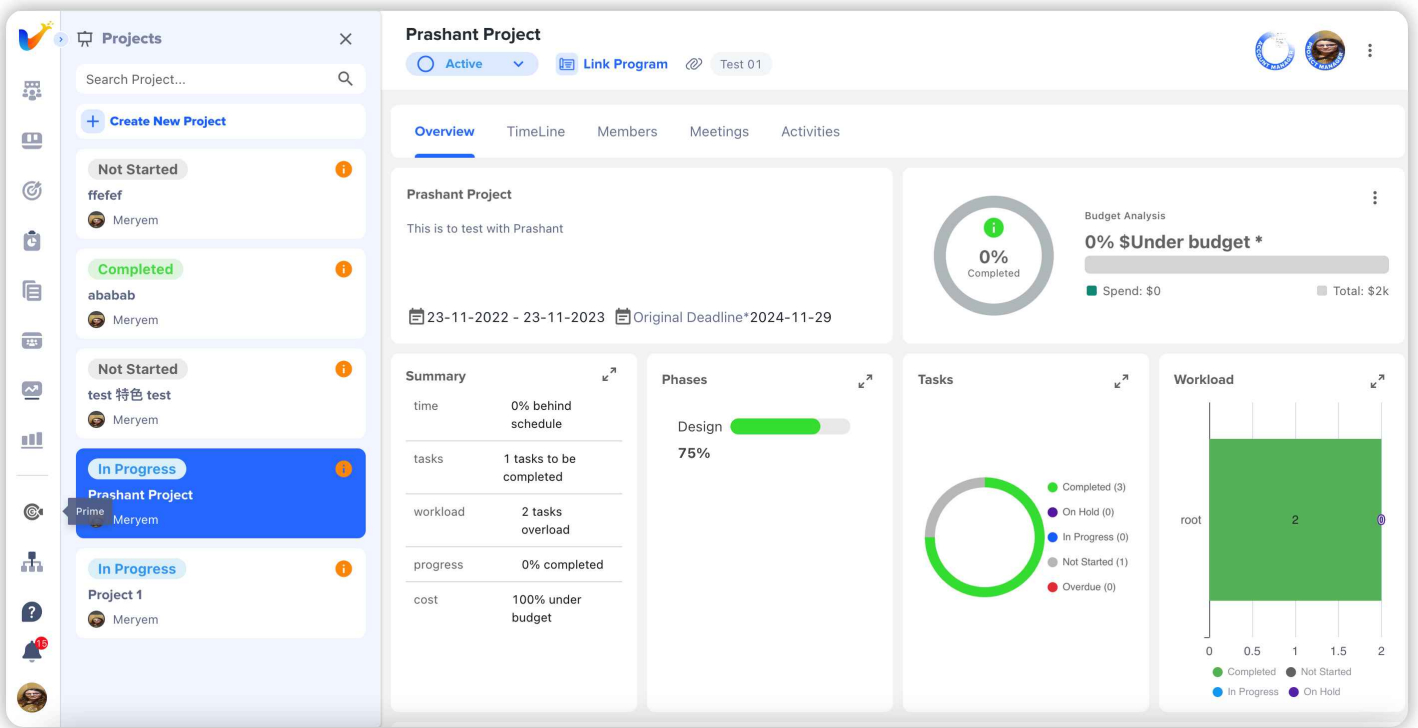 Projects
Search Project...
Create New Project
Not Started
ffefef
Meryem
Completed
ababab
Meryem
Not Started
test 特色 test
Meryem
In Progress
Prashant Project
Meryem
Prime
In Progress
Project 1
Meryem
15
Prashant Project
Active
Link Program
Test 01
ACCOUNT MANAGER
PROJECT MANAGER
Overview TimeLine Members Meetings Activities
Prashant Project
This is to test with Prashant
23-11-2022 - 23-11-2023 Original Deadline*2024-11-29
0%
Completed
Budget Analysis
0% $Under budget *
Spend: $0 Total: $2k
Summary
time 0% behind
schedule
tasks 1 tasks to be
completed
workload 2 tasks
overload
progress 0% completed
cost 100% under
budget
Phases
Design
75%
Tasks
Completed (3)
On Hold (0)
In Progress (0)
Not Started (1)
Overdue (0)
Workload
root 2 0
0 0.5 1 1.5 2
Completed Not Started
In Progress On Hold